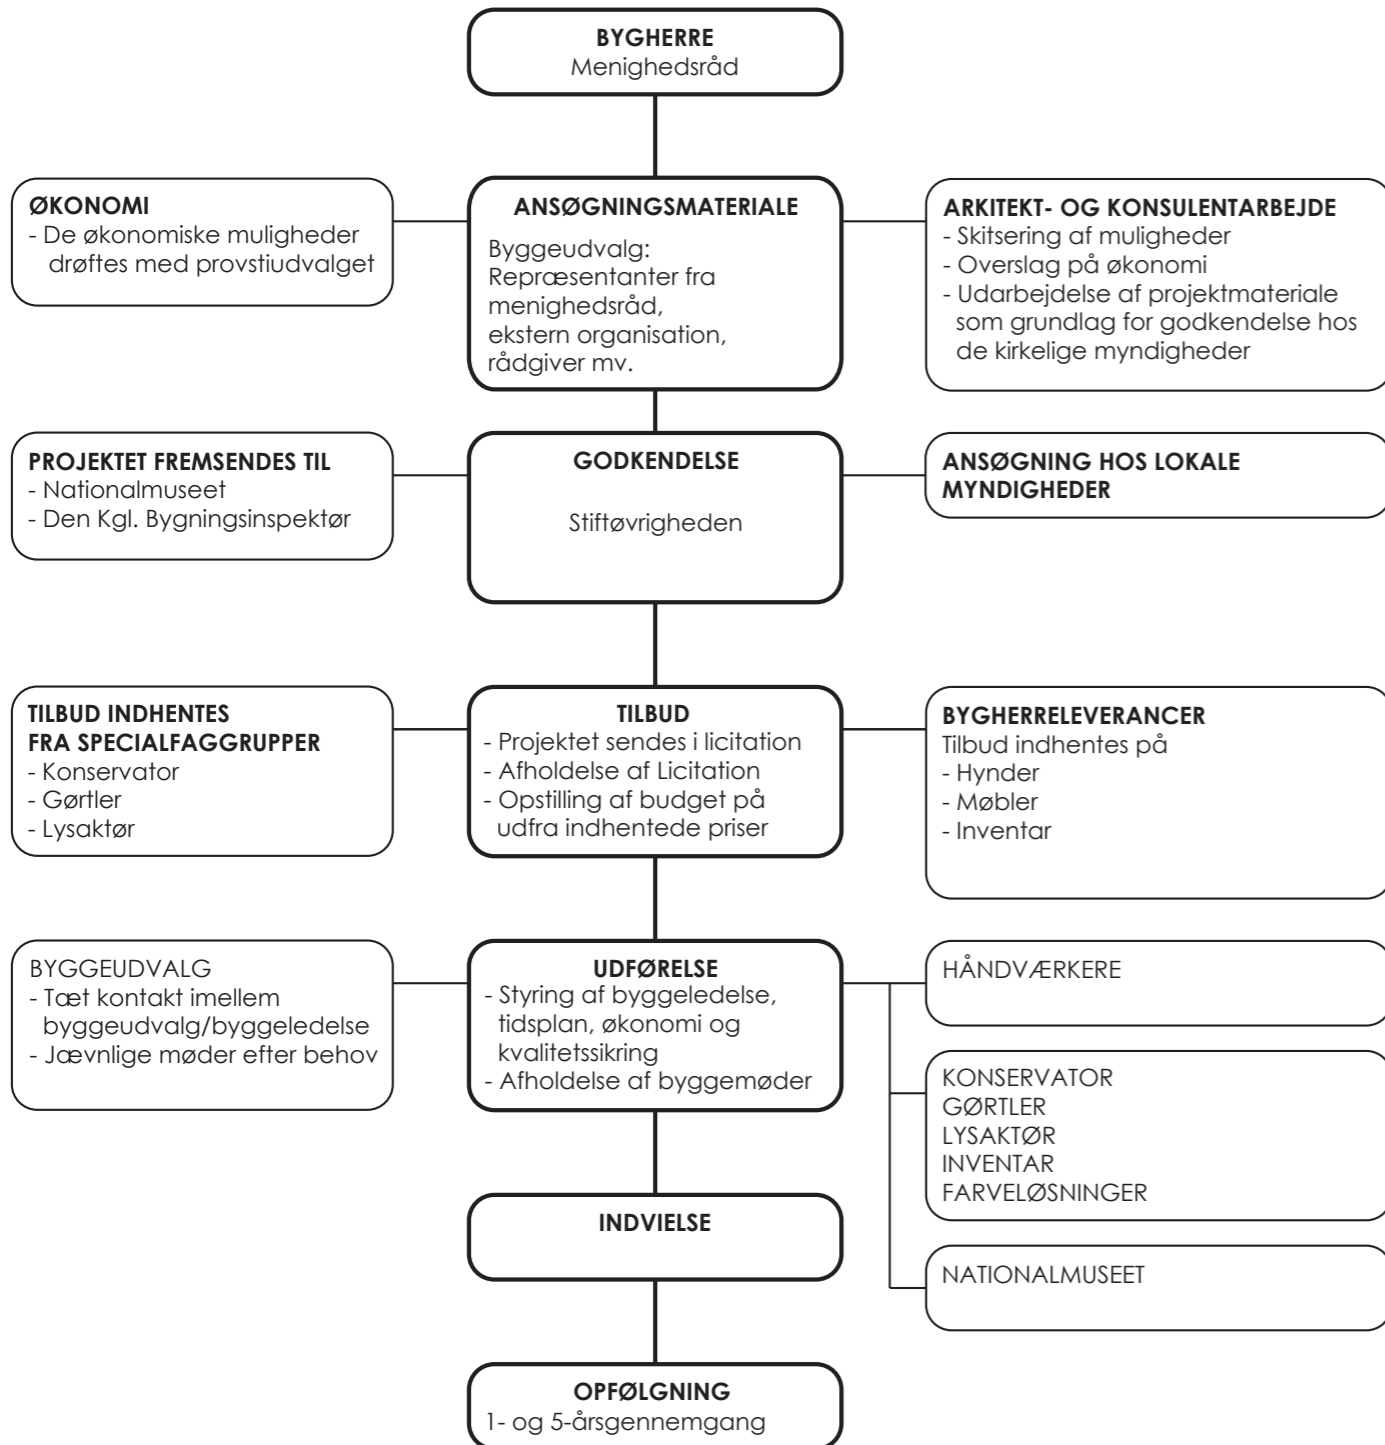 BYGHERRE
Menighedsråd
ØKONOMI
- De økonomiske muligheder
drøftes med provstiudvalget
ANSØGNINGSMATERIALE
Byggeudvalg:
Repræsentanter fra
menighedsråd,
ekstern organisation,
rådgiver mv.
ARKITEKT- OG KONSULENTARBEJDE
- Skitsering af muligheder
- Overslag på økonomi
- Udarbejdelse af projektmateriale
som grundlag for godkendelse hos
de kirkelige myndigheder
PROJEKTET FREMSENDES TIL
- Nationalmuseet
- Den Kgl. Bygningsinspektør
GODKENDELSE
Stiftøvrigheden
ANSØGNING HOS LOKALE
MYNDIGHEDER
TILBUD INDHENTES
FRA SPECIALFAGGRUPPER
- Konservator
- Gørtler
- Lysaktør
TILBUD
- Projektet sendes i licitation
- Afholdelse af Licitation
- Opstilling af budget på
udfra indhentede priser
BYGHERRELEVERANCER
Tilbud indhentes på
- Hynder
- Møbler
- Inventar
BYGGEUDVALG
- Tæt kontakt imellem
byggeudvalg/byggeledelse
- Jævnlige møder efter behov
UDFØRELSE
- Styring af byggeledelse,
tidsplan, økonomi og
kvalitetssikring
- Afholdelse af byggemøder
HÅNDVÆRKERE
KONSERVATOR
GØRTLER
LYSAKTØR
INVENTAR
FARVELØSNINGER
INDVIELSE
NATIONALMUSEET
OPFØLGNING
1- og 5-årsgennemgang